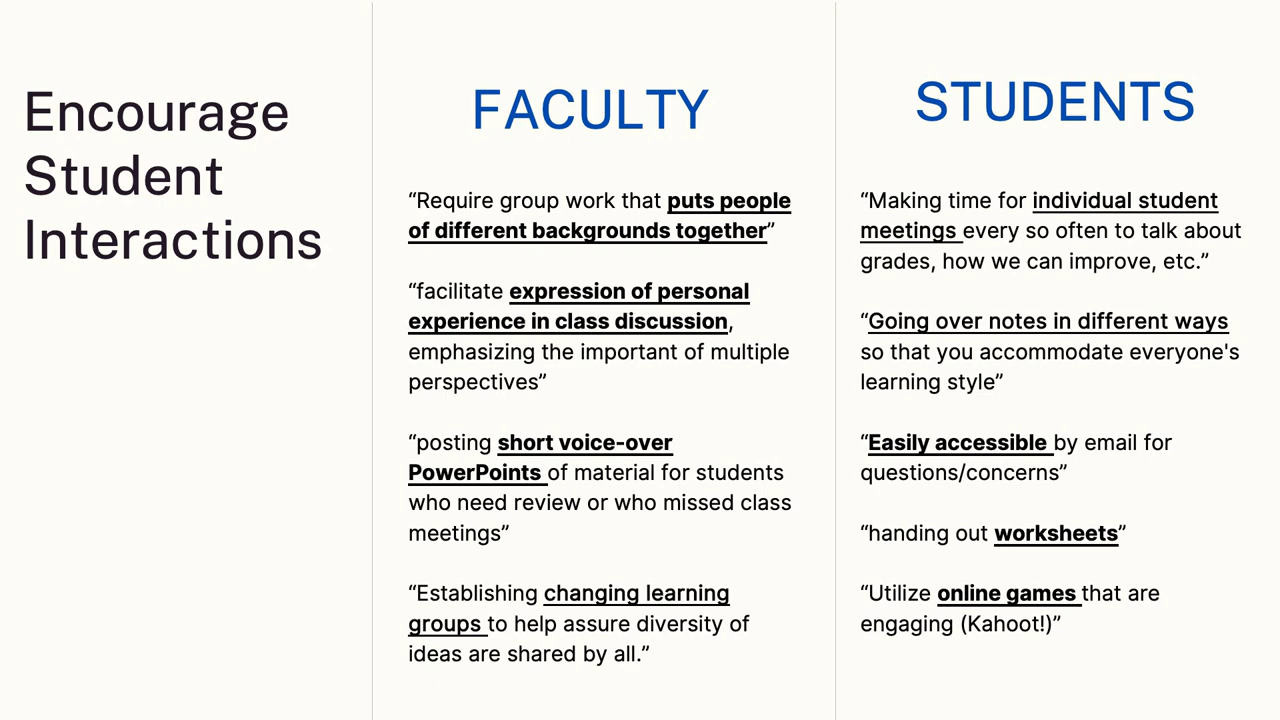 Encourage
Student
Interactions
FACULTY
“Require group work that puts people
of different backgrounds together”
“facilitate expression of personal
experience in class discussion,
emphasizing the important of multiple
perspectives”
“posting short voice-over
PowerPoints of material for students
who need review or who missed class
meetings”
“Establishing changing learning
groups to help assure diversity of
ideas are shared by all.”
STUDENTS
“Making time for individual student
meetings every so often to talk about
grades, how we can improve, etc.”
“Going over notes in different ways
so that you accommodate everyone's
learning style”
“Easily accessible by email for
questions/concerns”
“handing out worksheets”
“Utilize online games that are
engaging (Kahoot!)”